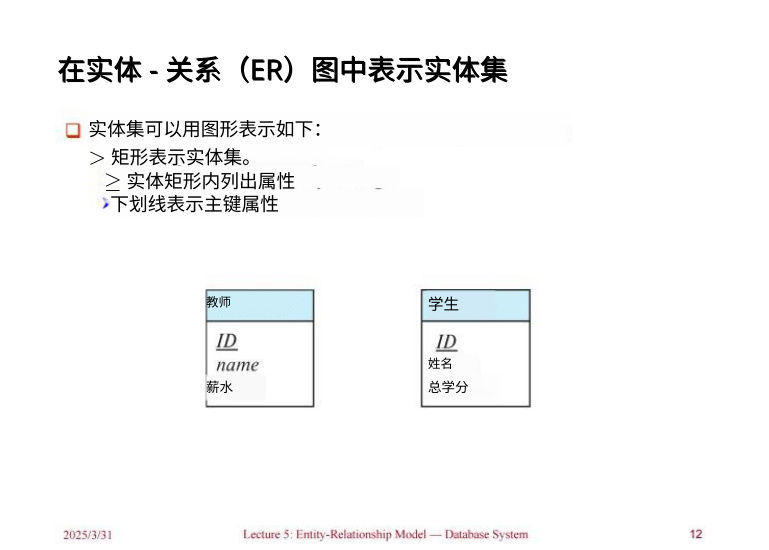 在实体 - 关系（ER）图中表示实体集
实体集可以用图形表示如下：
> 矩形表示实体集。
≥ 实体矩形内列出属性
下划线表示主键属性
教师
ID
name
薪水
学生
ID
姓名
总学分
2025/3/31
Lecture 5: Entity-Relationship Model — Database System
12